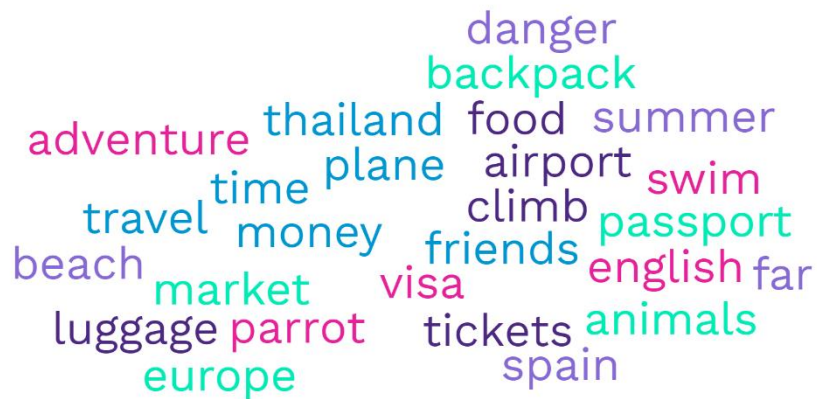 danger
backpack
adventure thailand food summer
plane airport swim
time climb
travel money friends passport
beach market visa english far
luggage parrot tickets animals
europe spain